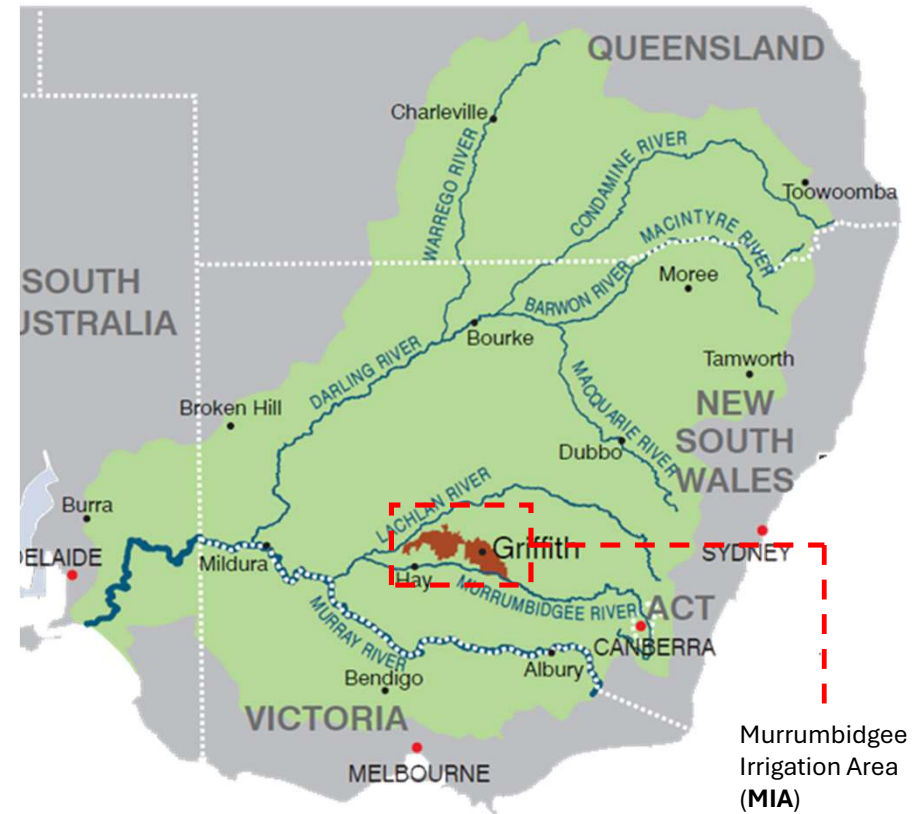 QUEENSLAND
Charleville
WARREGO RIVER
CONDAMINE RIVER
Toowoomba
MACINTYRE RIVER
SOUTH
USTRALIA
Moree
BARWON RIVER
Bourke
DARLING RIVER
Tamworth
MACQUARIE RIVER
Broken Hill
NEW
SOUTH
WALES
Dubbo
LACHLAN RIVER
Burra
Griffith
SYDNEY
DELAIDE
Mildura
Hay
MURRUMBIDGEE RIVER
ACT
CANBERRA
MURRAY RIVER
Albury
Bendigo
VICTORIA
MELBOURNE
Murrumbidgee
Irrigation Area
(MIA)